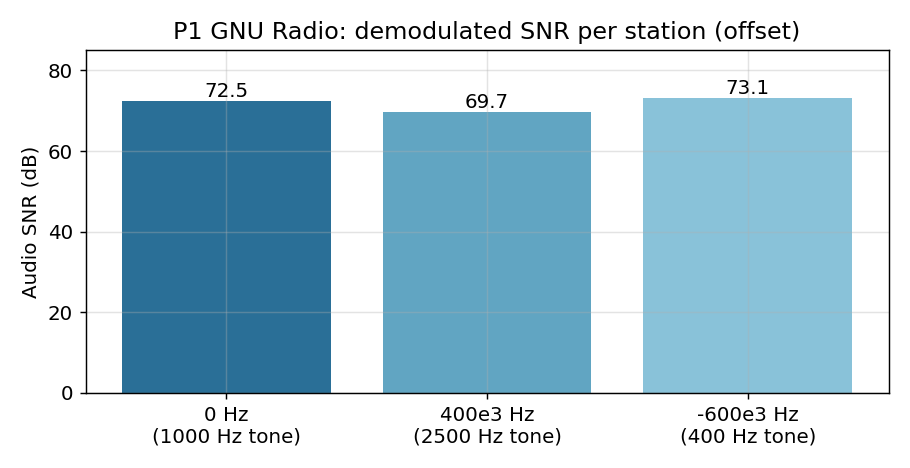 P1 GNU Radio: demodulated SNR per station (offset)
Audio SNR (dB)
80
60
40
20
0
72.5
69.7
73.1
0 Hz
(1000 Hz tone)
400e3 Hz
(2500 Hz tone)
-600e3 Hz
(400 Hz tone)